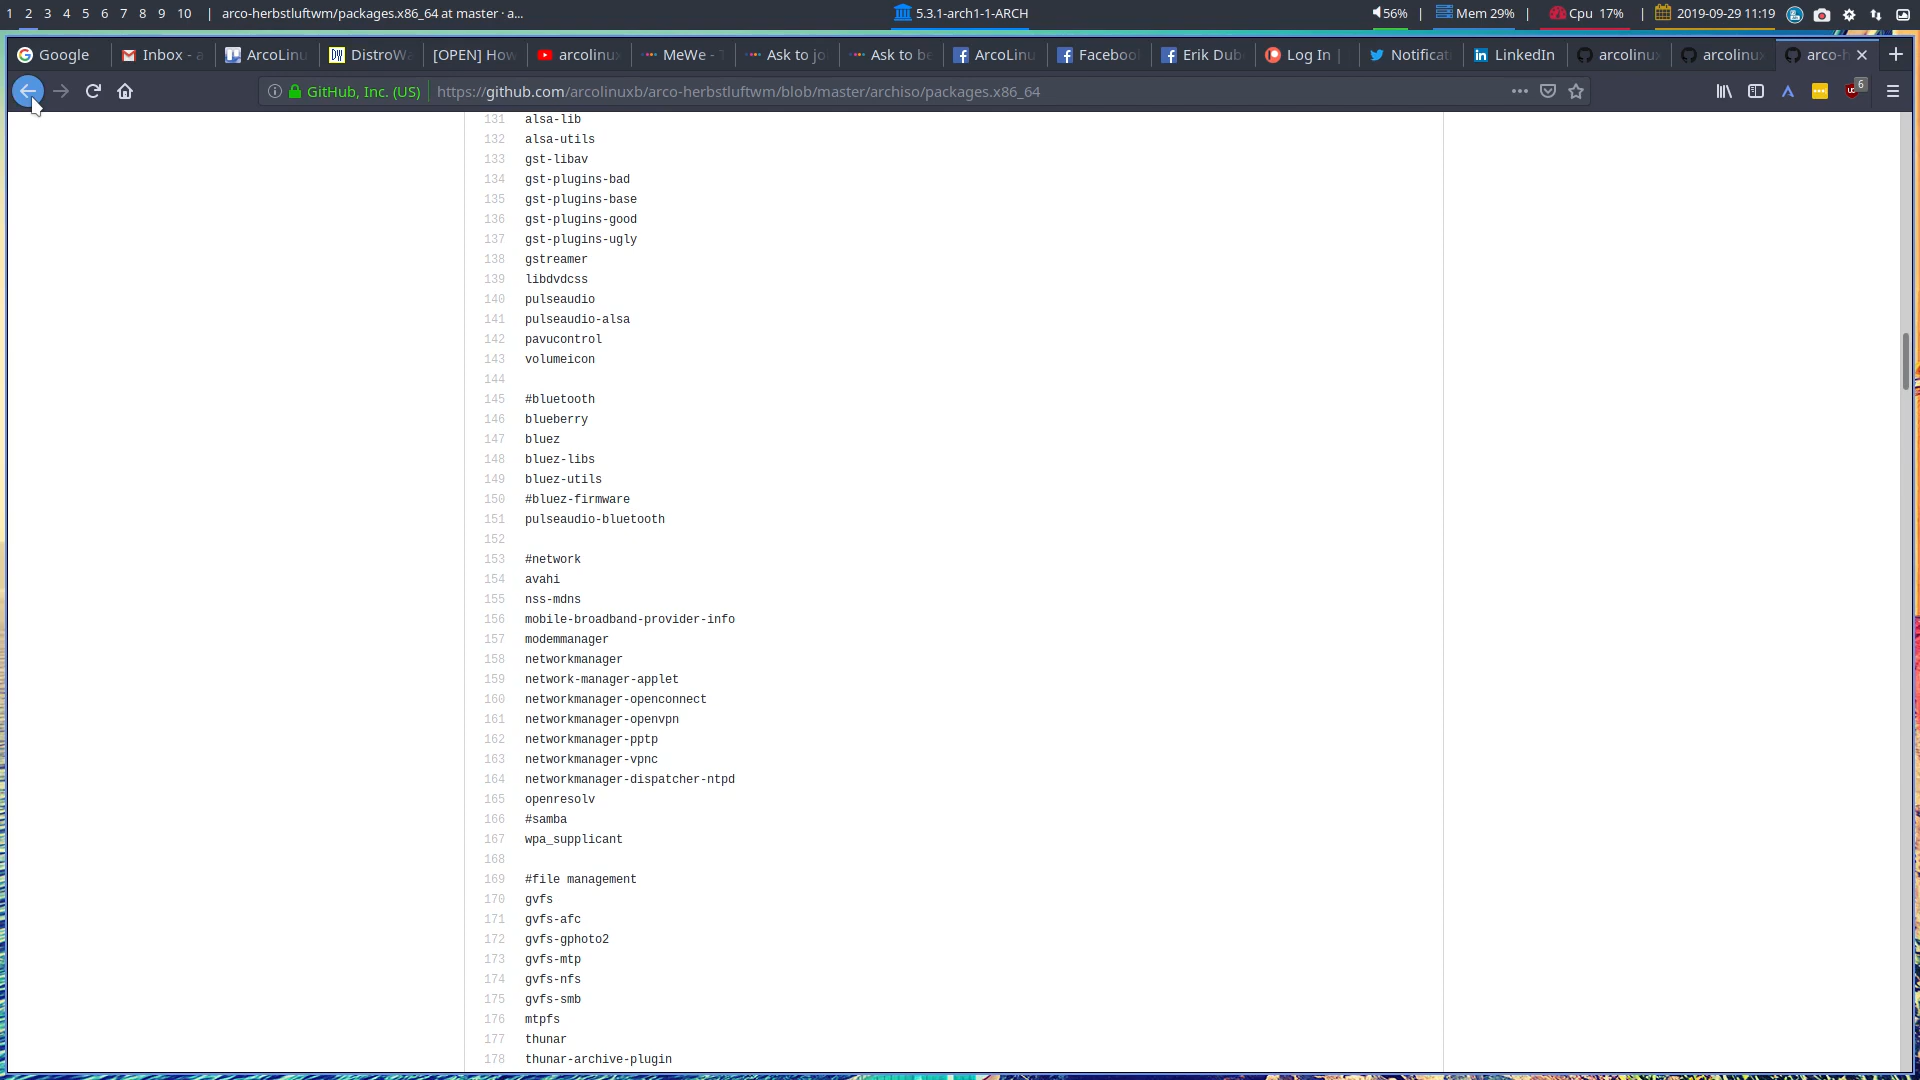 1 2 3 4 5 6 7 8 9 10 | arco-herbstluftwm/packages.x86_64 at master · a... 5.3.1-arch1-1-ARCH 56% | Mem 29% | Cpu 17% | 2019-09-29 11:19
Google Inbox - a ArcoLinu DistroWa [OPEN] How arcolinux MeWe - T Ask to jo Ask to be ArcoLinu Facebook Erik Dub Log In | Notificat LinkedIn arcolinux arcolinux arco-h
GitHub, Inc. (US) https://github.com/arcolinuxb/arco-herbstluftwm/blob/master/archiso/packages.x86_64 6
131 alsa-lib
132 alsa-utils
133 gst-libav
134 gst-plugins-bad
135 gst-plugins-base
136 gst-plugins-good
137 gst-plugins-ugly
138 gstreamer
139 libdvdcss
140 pulseaudio
141 pulseaudio-alsa
142 pavucontrol
143 volumeicon
144
145 #bluetooth
146 blueberry
147 bluez
148 bluez-libs
149 bluez-utils
150 #bluez-firmware
151 pulseaudio-bluetooth
152
153 #network
154 avahi
155 nss-mdns
156 mobile-broadband-provider-info
157 modemmanager
158 networkmanager
159 network-manager-applet
160 networkmanager-openconnect
161 networkmanager-openvpn
162 networkmanager-pptp
163 networkmanager-vpnc
164 networkmanager-dispatcher-ntpd
165 openresolv
166 #samba
167 wpa_supplicant
168
169 #file management
170 gvfs
171 gvfs-afc
172 gvfs-gphoto2
173 gvfs-mtp
174 gvfs-nfs
175 gvfs-smb
176 mtpfs
177 thunar
178 thunar-archive-plugin